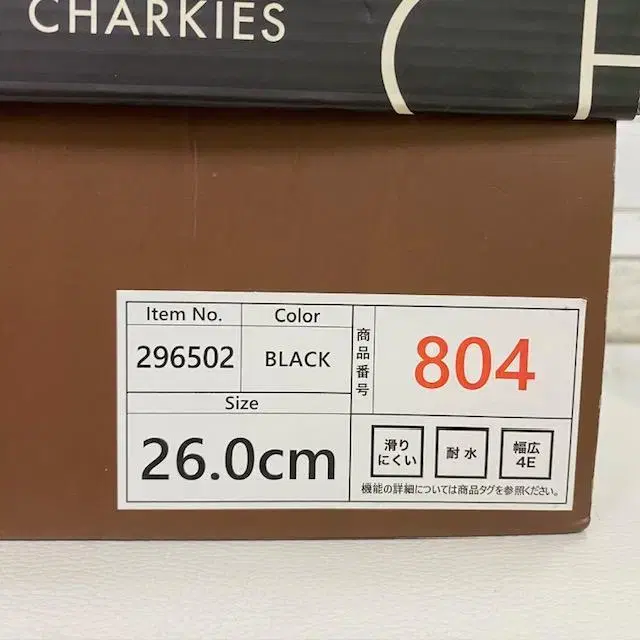 CHARKIES
CH
Item No.
Color
296502
BLACK
商品番号
804
Size
26.0cm
滑り
にくい
耐水
幅広
4E
機能の詳細については商品タグを参照ください。